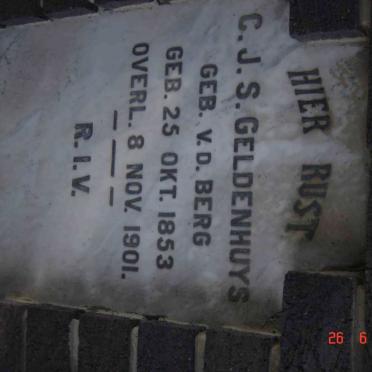 HIER RUST
C.J.S. GELDENHUYS
GEB. V.D. BERG
GEB. 25 OKT. 1853
OVERL. 8 NOV. 1901.
R.I.V.
26 6